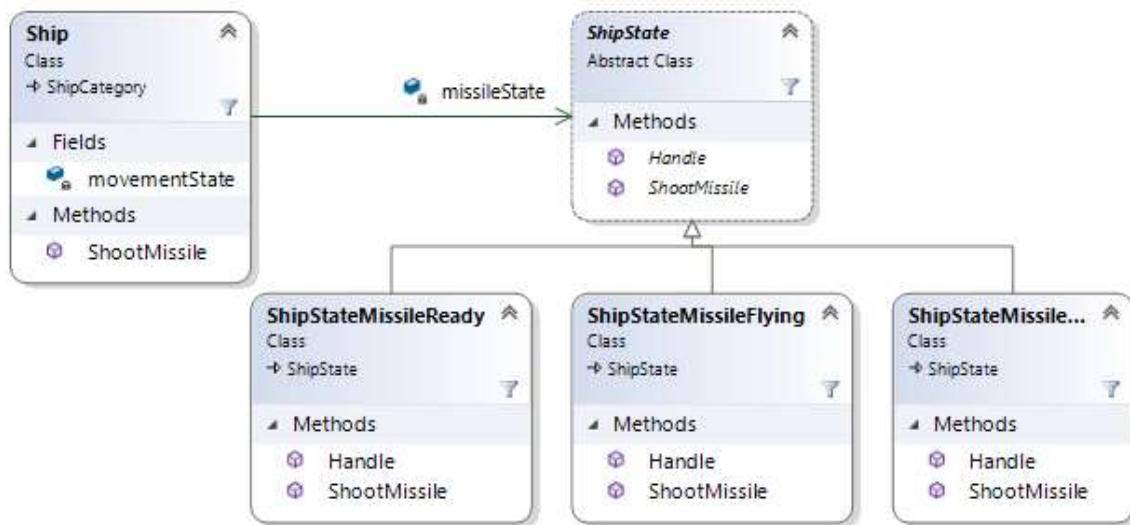 Ship
Class
ShipCategory
Fields
movementState
Methods
ShootMissile
missileState
ShipState
Abstract Class
Methods
Handle
ShootMissile
ShipStateMissileReady
Class
ShipState
Methods
Handle
ShootMissile
ShipStateMissileFlying
Class
ShipState
Methods
Handle
ShootMissile
ShipStateMissile...
Class
ShipState
Methods
Handle
ShootMissile